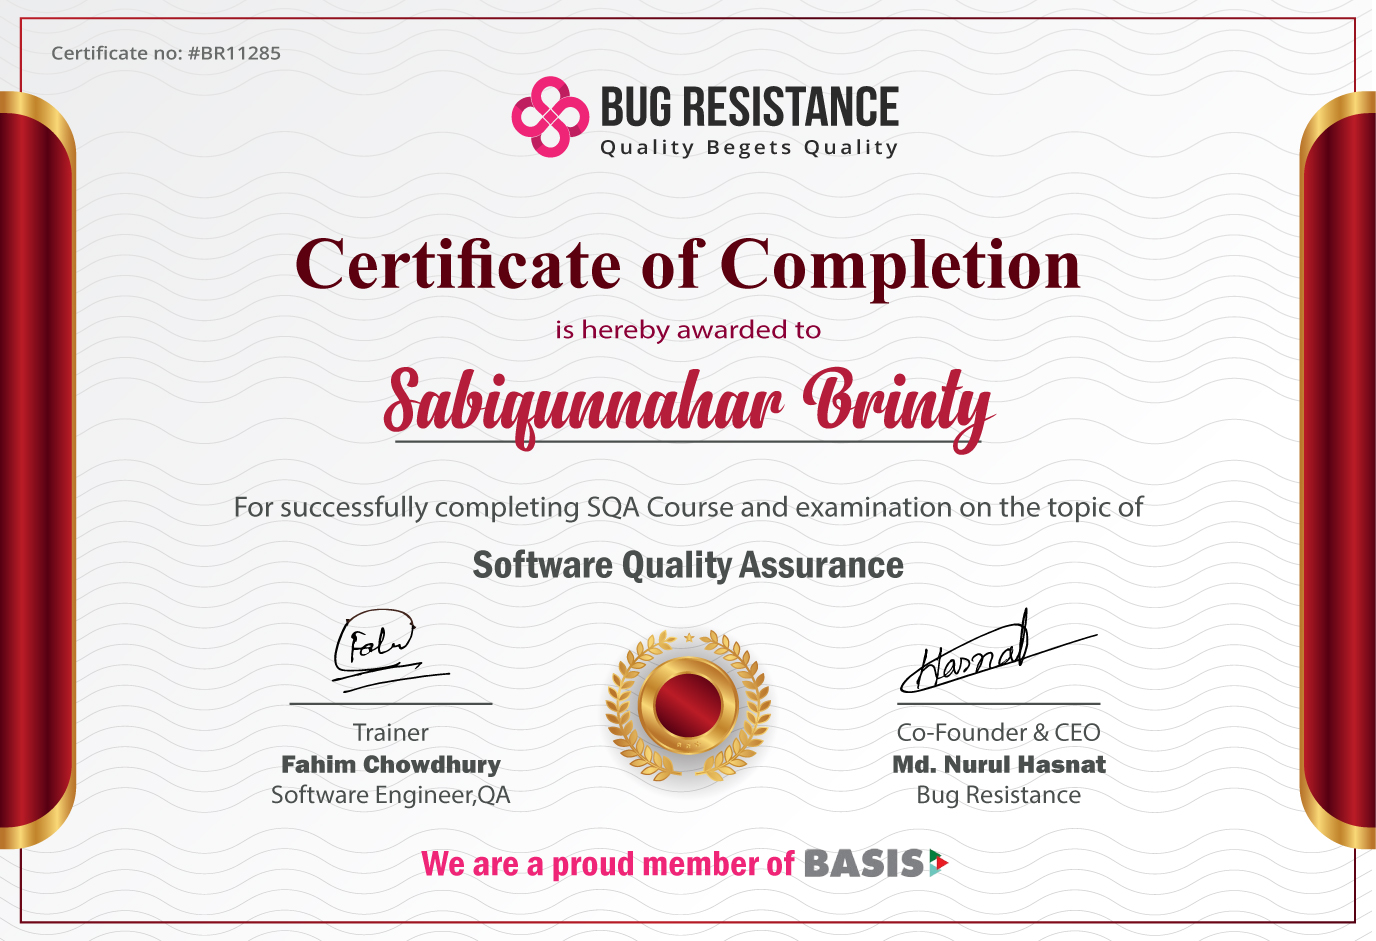 Certificate no: #BR11285
BUG RESISTANCE
Quality Begets Quality
Certificate of Completion
is hereby awarded to
Sabiqunnahar Brinty
For successfully completing SQA Course and examination on the topic of
Software Quality Assurance
Fahim
Hasnat
Trainer
Co-Founder & CEO
Fahim Chowdhury
Md. Nurul Hasnat
Software Engineer,QA
Bug Resistance
We are a proud member of BASIS